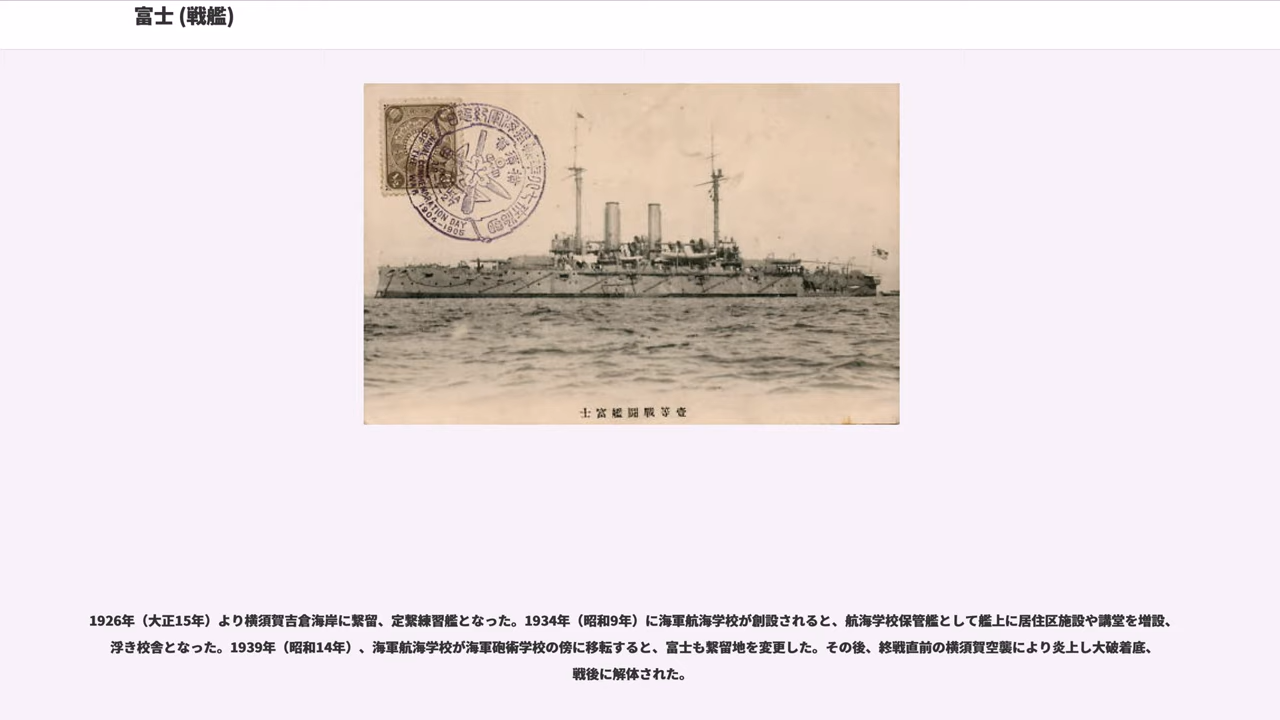 富士 (戦艦)
OF THE WAR
COMMEMORATION DAY
1904-1905
士富艦闘戦等壹
1926年（大正15年）より横須賀吉倉海岸に繋留、定繋練習艦となった。1934年（昭和9年）に海軍航海学校が創設されると、航海学校保管艦として艦上に居住区施設や講堂を増設、
浮き校舎となった。1939年（昭和14年）、海軍航海学校が海軍砲術学校の傍に移転すると、富士も繋留地を変更した。その後、終戦直前の横須賀空襲により炎上し大破着底、
戦後に解体された。